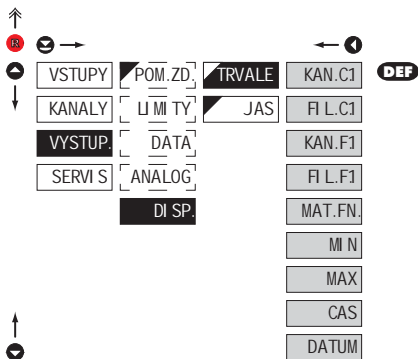 R
VSTUPY POM.ZD. TRVALE KAN.C1 DEF
KANALY LIMITY JAS FIL.C1
VYSTUP. DATA KAN.F1
SERVIS ANALOG FIL.F1
DISP. MAT.FN.
MIN
MAX
CAS
DATUM